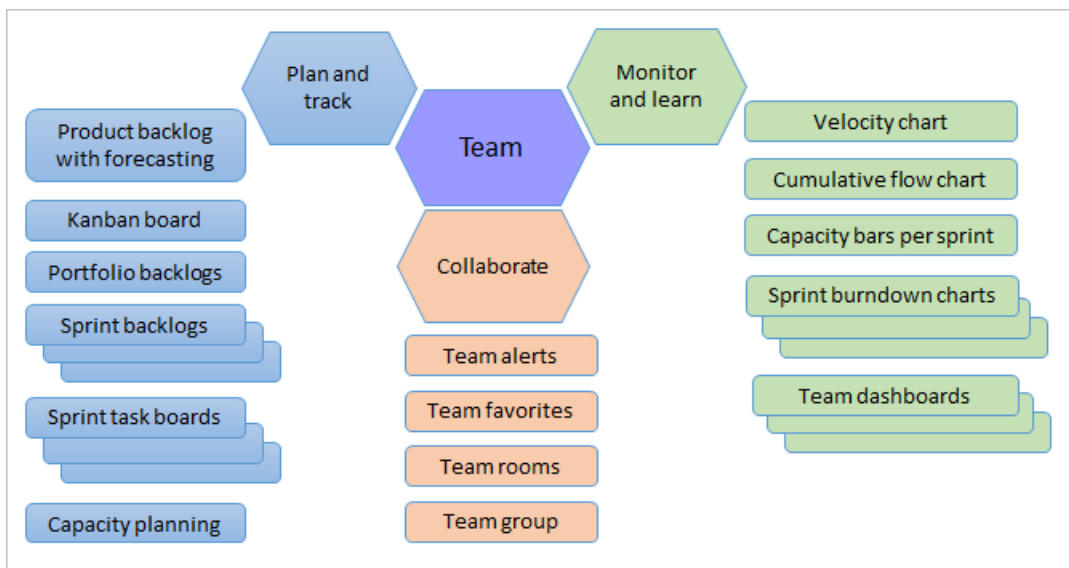 Plan and
track
Monitor
and learn
Team
Collaborate
Product backlog
with forecasting
Kanban board
Portfolio backlogs
Sprint backlogs
Sprint task boards
Capacity planning
Team alerts
Team favorites
Team rooms
Team group
Velocity chart
Cumulative flow chart
Capacity bars per sprint
Sprint burndown charts
Team dashboards